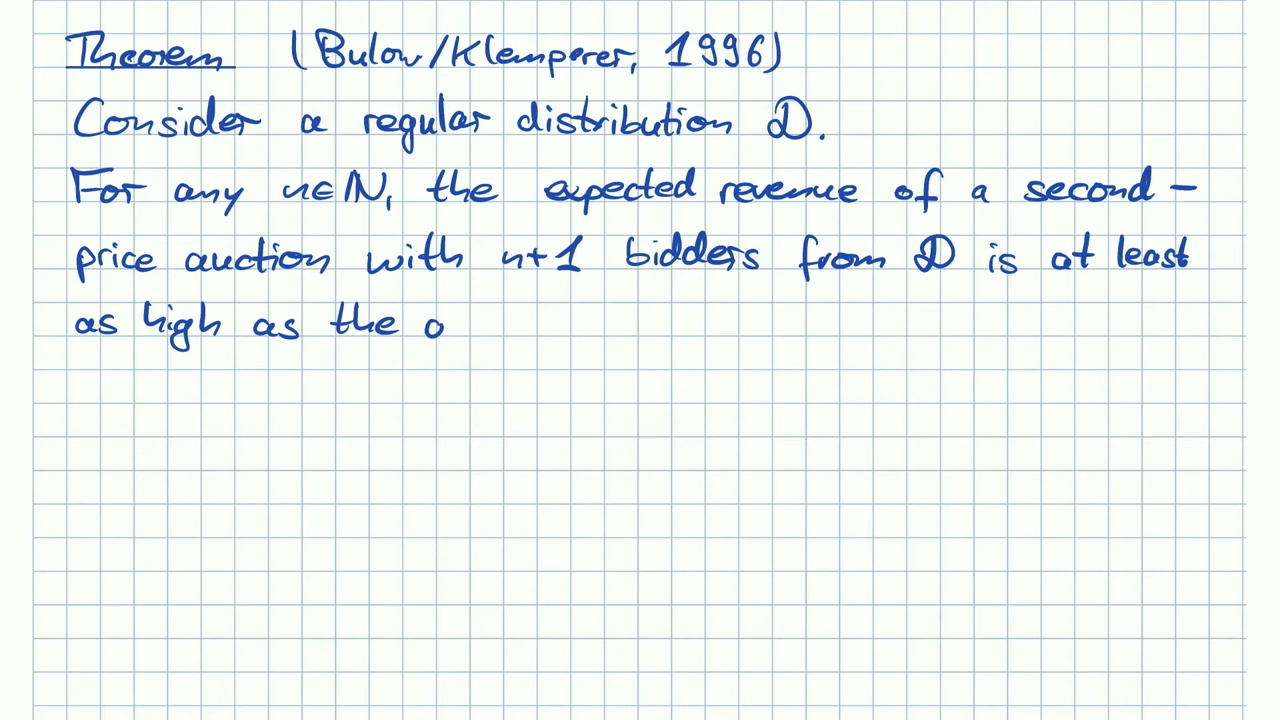 Theorem (Bulow/Klemperer, 1996)
Consider a regular distribution D.
For any n∈ℕ, the expected revenue of a second-
price auction with n+1 bidders from D is at least
as high as the o